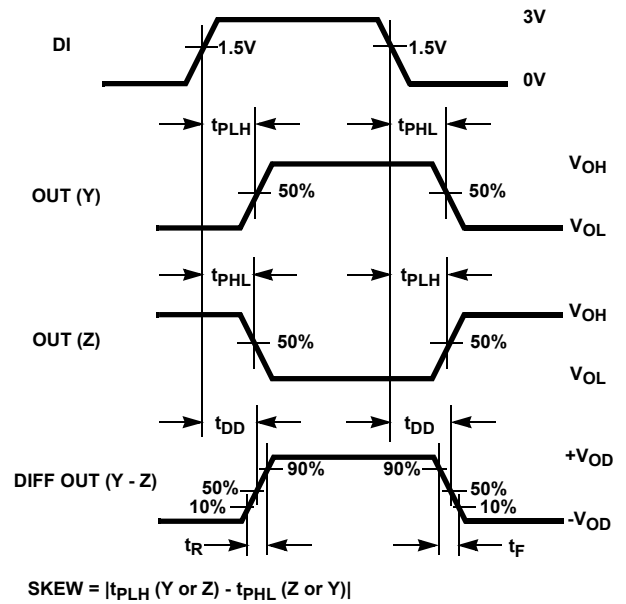 3V
DI
1.5V
1.5V
0V
tPLH
tPHL
VOH
OUT (Y)
50%
50%
VOL
tPHL
tPLH
VOH
OUT (Z)
50%
50%
VOL
tDD
tDD
+VOD
90%
90%
DIFF OUT (Y - Z)
50%
50%
10%
10%
-VOD
tR
tF
SKEW = |tPLH (Y or Z) - tPHL (Z or Y)|